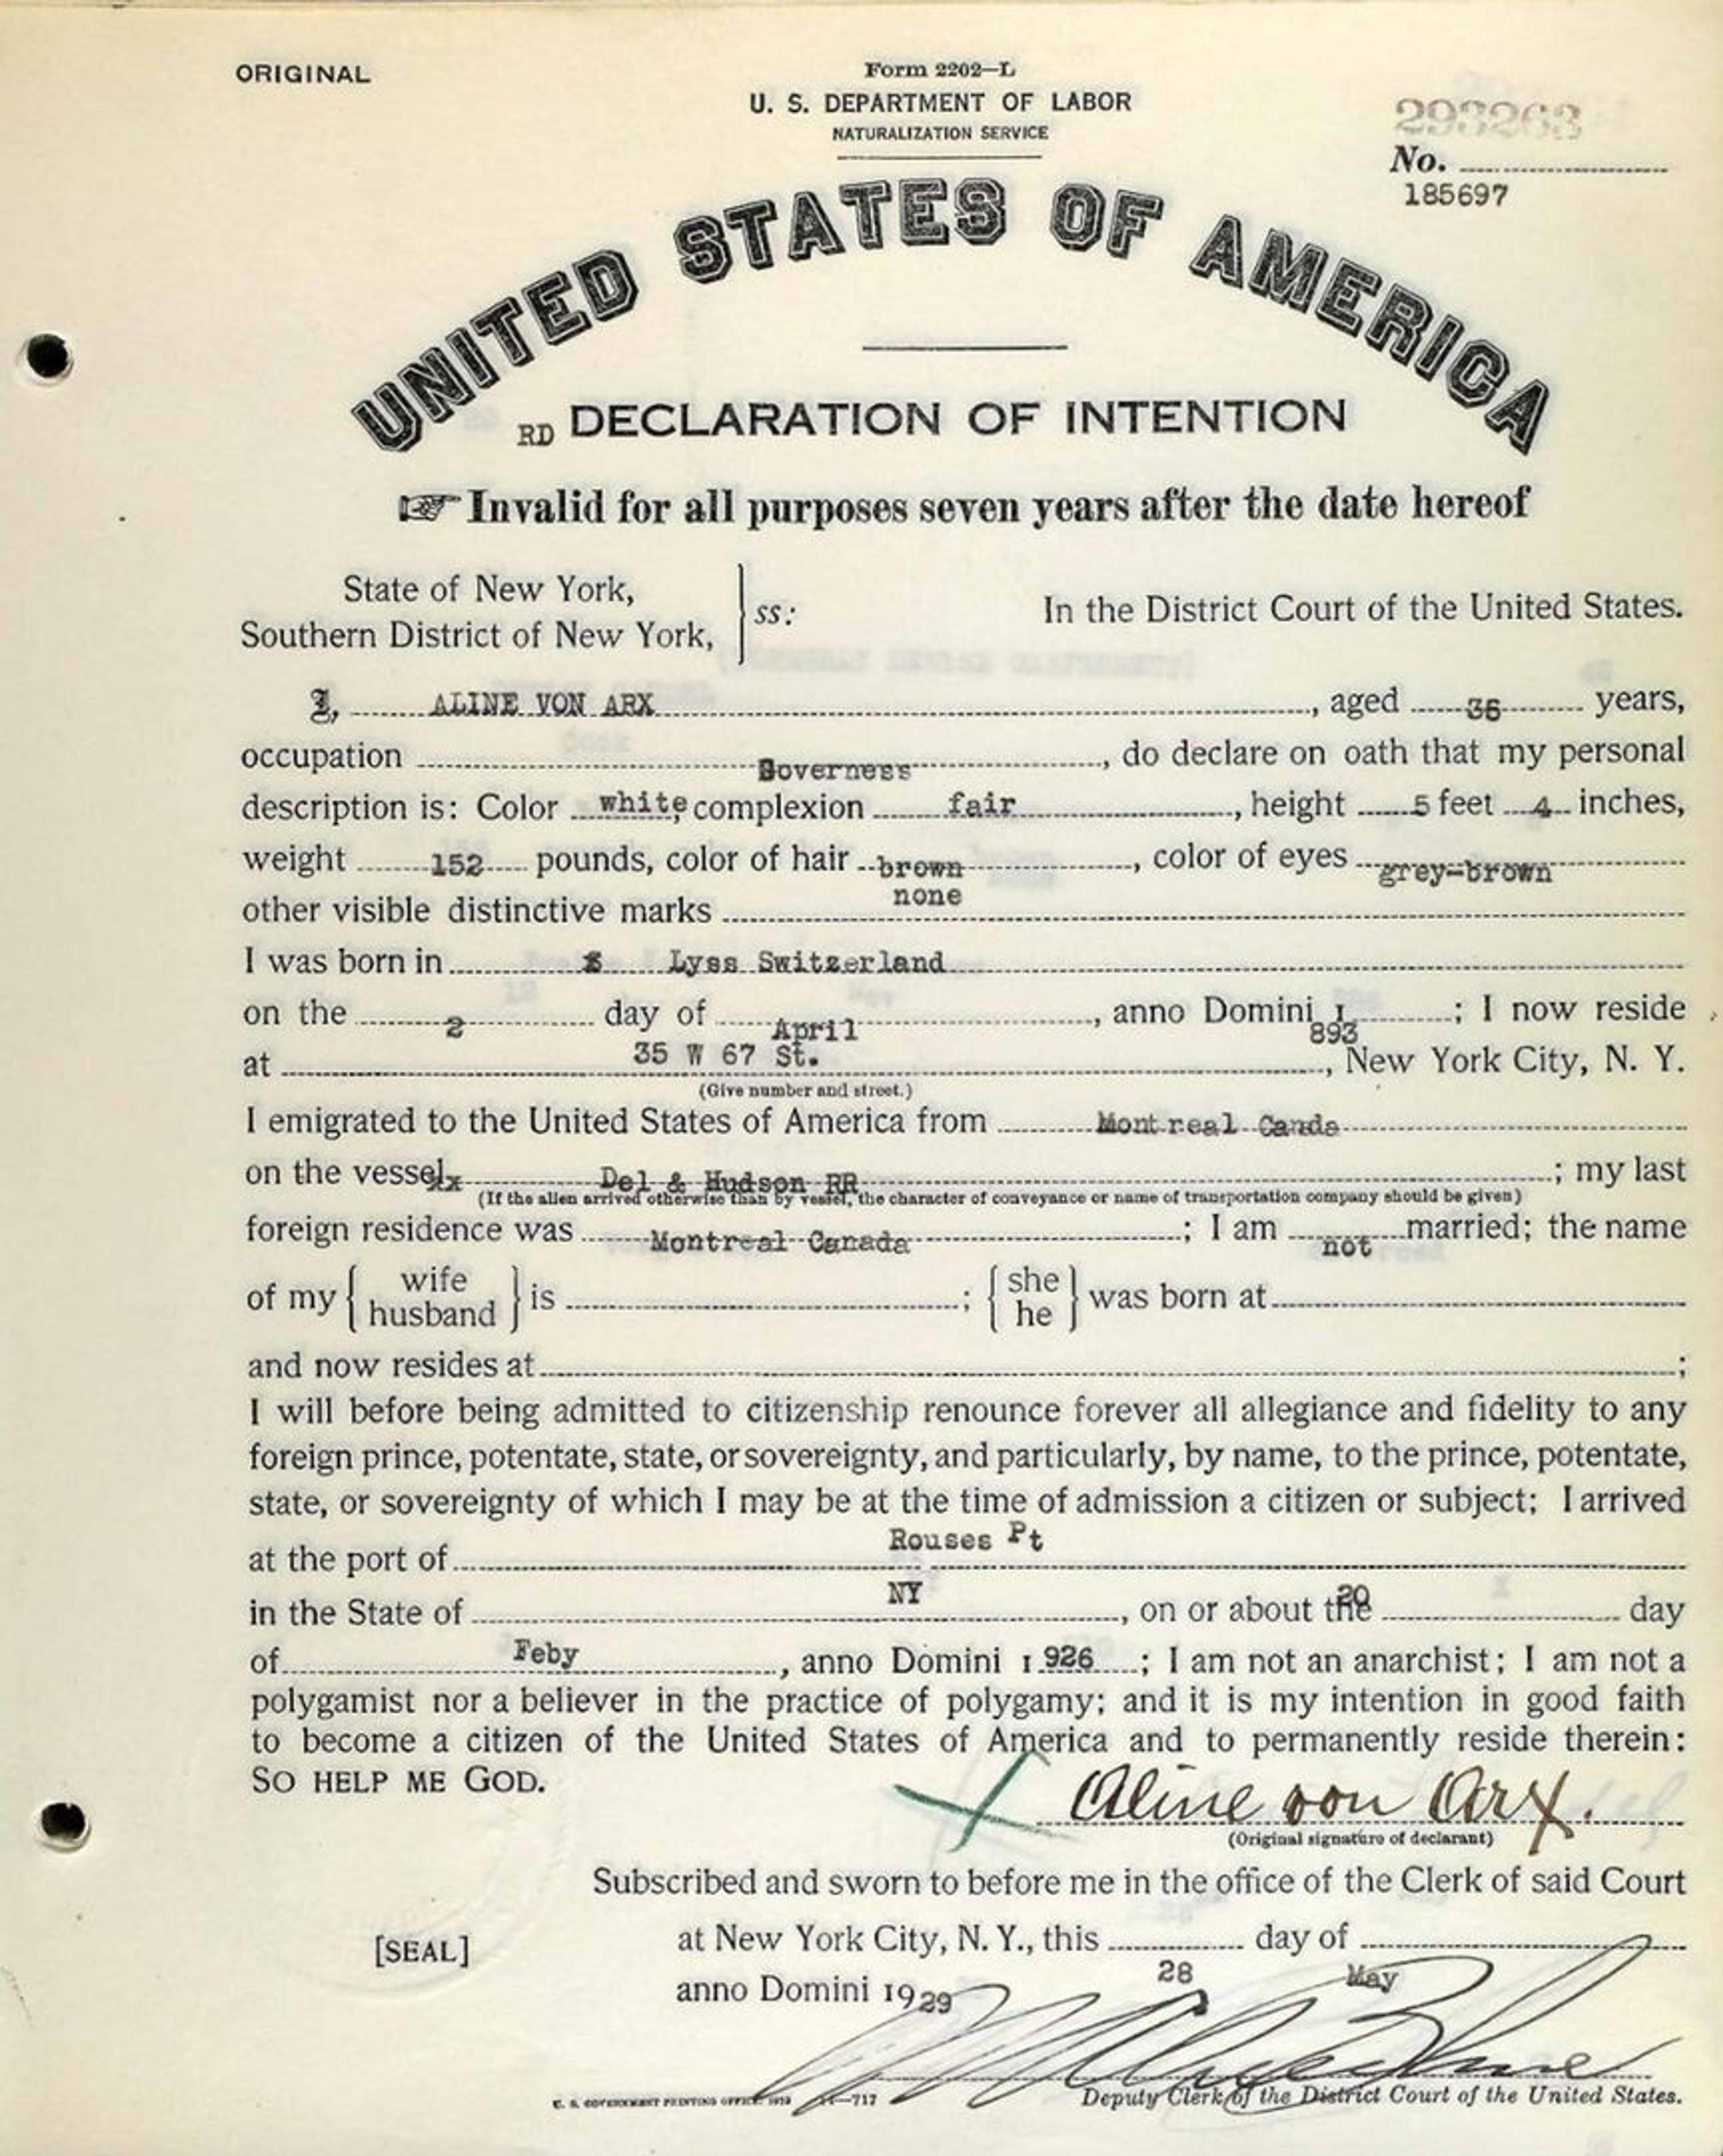 ORIGINAL
Form 2202—L
U. S. DEPARTMENT OF LABOR
NATURALIZATION SERVICE
293263
No.
185697
UNITED STATES OF AMERICA
RD DECLARATION OF INTENTION
☞ Invalid for all purposes seven years after the date hereof
State of New York,
Southern District of New York, } ss: In the District Court of the United States.
I, ALINE VON ARX, aged 36 years,
occupation Governess, do declare on oath that my personal
description is: Color white, complexion fair, height 5 feet 4 inches,
weight 152 pounds, color of hair brown, color of eyes grey-brown
other visible distinctive marks none
I was born in Lyss Switzerland
on the 2 day of April, anno Domini 1 893; I now reside
at 35 W 67 St., New York City, N. Y.
(Give number and street.)
I emigrated to the United States of America from Montreal Canda
on the vesselx Del & Hudson RR; my last
(If the alien arrived otherwise than by vessel, the character of conveyance or name of transportation company should be given)
foreign residence was Montreal Canada; I am not married; the name
of my { wife husband } is ; { she he } was born at
and now resides at ;
I will before being admitted to citizenship renounce forever all allegiance and fidelity to any
foreign prince, potentate, state, or sovereignty, and particularly, by name, to the prince, potentate,
state, or sovereignty of which I may be at the time of admission a citizen or subject; I arrived
at the port of Rouses Pt
in the State of NY, on or about the 20 day
of Feby, anno Domini 1 926; I am not an anarchist; I am not a
polygamist nor a believer in the practice of polygamy; and it is my intention in good faith
to become a citizen of the United States of America and to permanently reside therein:
SO HELP ME GOD.
X Aline von Arx.
(Original signature of declarant)
Subscribed and sworn to before me in the office of the Clerk of said Court
[SEAL] at New York City, N. Y., this 28 day of May
anno Domini 19 29
Deputy Clerk of the District Court of the United States.
U. S. GOVERNMENT PRINTING OFFICE —717